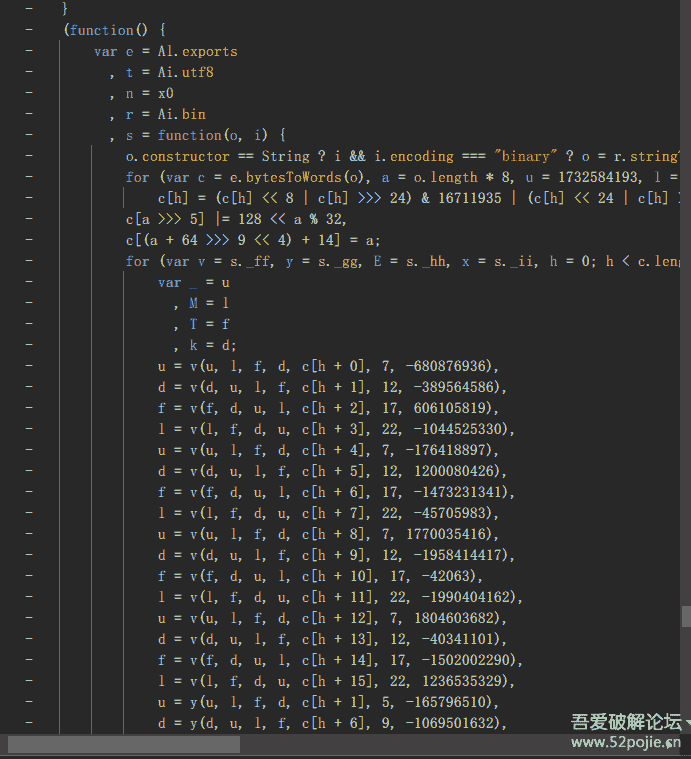 }
(function() {
var e = Al.exports
, t = Ai.utf8
, n = x0
, r = Ai.bin
, s = function(o, i) {
o.constructor == String ? i && i.encoding === "binary" ? o = r.string
for (var c = e.bytesToWords(o), a = o.length * 8, u = 1732584193, l =
c[h] = (c[h] << 8 | c[h] >>> 24) & 16711935 | (c[h] << 24 | c[h]
c[a >>> 5] |= 128 << a % 32,
c[(a + 64 >>> 9 << 4) + 14] = a;
for (var v = s._ff, y = s._gg, E = s._hh, x = s._ii, h = 0; h < c.leng
var _ = u
, M = l
, T = f
, k = d;
u = v(u, l, f, d, c[h + 0], 7, -680876936),
d = v(d, u, l, f, c[h + 1], 12, -389564586),
f = v(f, d, u, l, c[h + 2], 17, 606105819),
l = v(l, f, d, u, c[h + 3], 22, -1044525330),
u = v(u, l, f, d, c[h + 4], 7, -176418897),
d = v(d, u, l, f, c[h + 5], 12, 1200080426),
f = v(f, d, u, l, c[h + 6], 17, -1473231341),
l = v(l, f, d, u, c[h + 7], 22, -45705983),
u = v(u, l, f, d, c[h + 8], 7, 1770035416),
d = v(d, u, l, f, c[h + 9], 12, -1958414417),
f = v(f, d, u, l, c[h + 10], 17, -42063),
l = v(l, f, d, u, c[h + 11], 22, -1990404162),
u = v(u, l, f, d, c[h + 12], 7, 1804603682),
d = v(d, u, l, f, c[h + 13], 12, -40341101),
f = v(f, d, u, l, c[h + 14], 17, -1502002290),
l = v(l, f, d, u, c[h + 15], 22, 1236535329),
u = y(u, l, f, d, c[h + 1], 5, -165796510),
d = y(d, u, l, f, c[h + 6], 9, -1069501632),
吾爱破解论坛
www.52pojie.cn